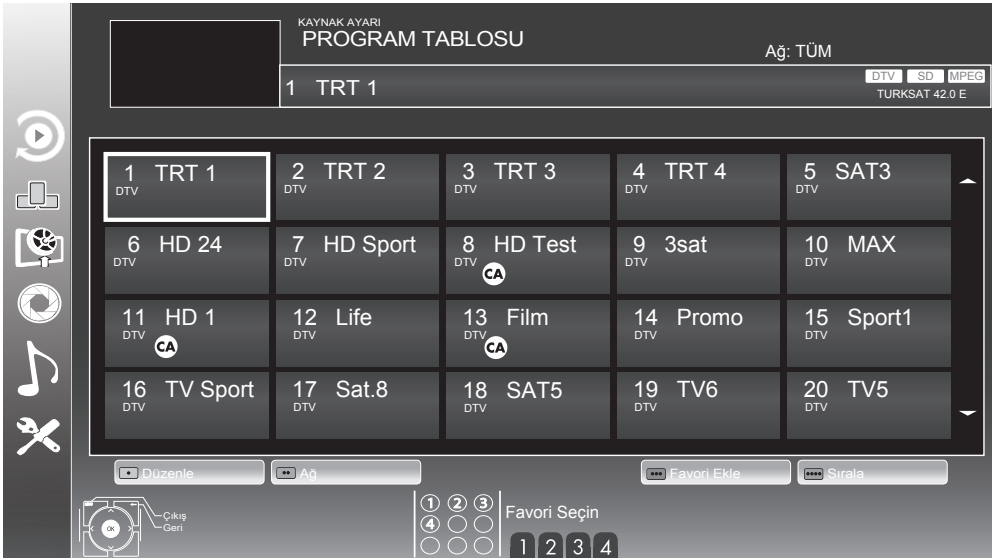 KAYNAK AYARI
PROGRAM TABLOSU
Ağ: TÜM
1 TRT 1
DTV SD MPEG
TURKSAT 42.0 E
1 TRT 1 2 TRT 2 3 TRT 3 4 TRT 4 5 SAT3
DTV DTV DTV DTV DTV
6 HD 24 7 HD Sport 8 HD Test 9 3sat 10 MAX
DTV DTV DTV DTV DTV
CA
11 HD 1 12 Life 13 Film 14 Promo 15 Sport1
DTV DTV DTV DTV DTV
CA CA
16 TV Sport 17 Sat.8 18 SAT5 19 TV6 20 TV5
DTV DTV DTV DTV DTV
Düzenle Ağ Favori Ekle Sırala
Çıkış
Geri
OK
1 2 3
4
Favori Seçin
1 2 3 4